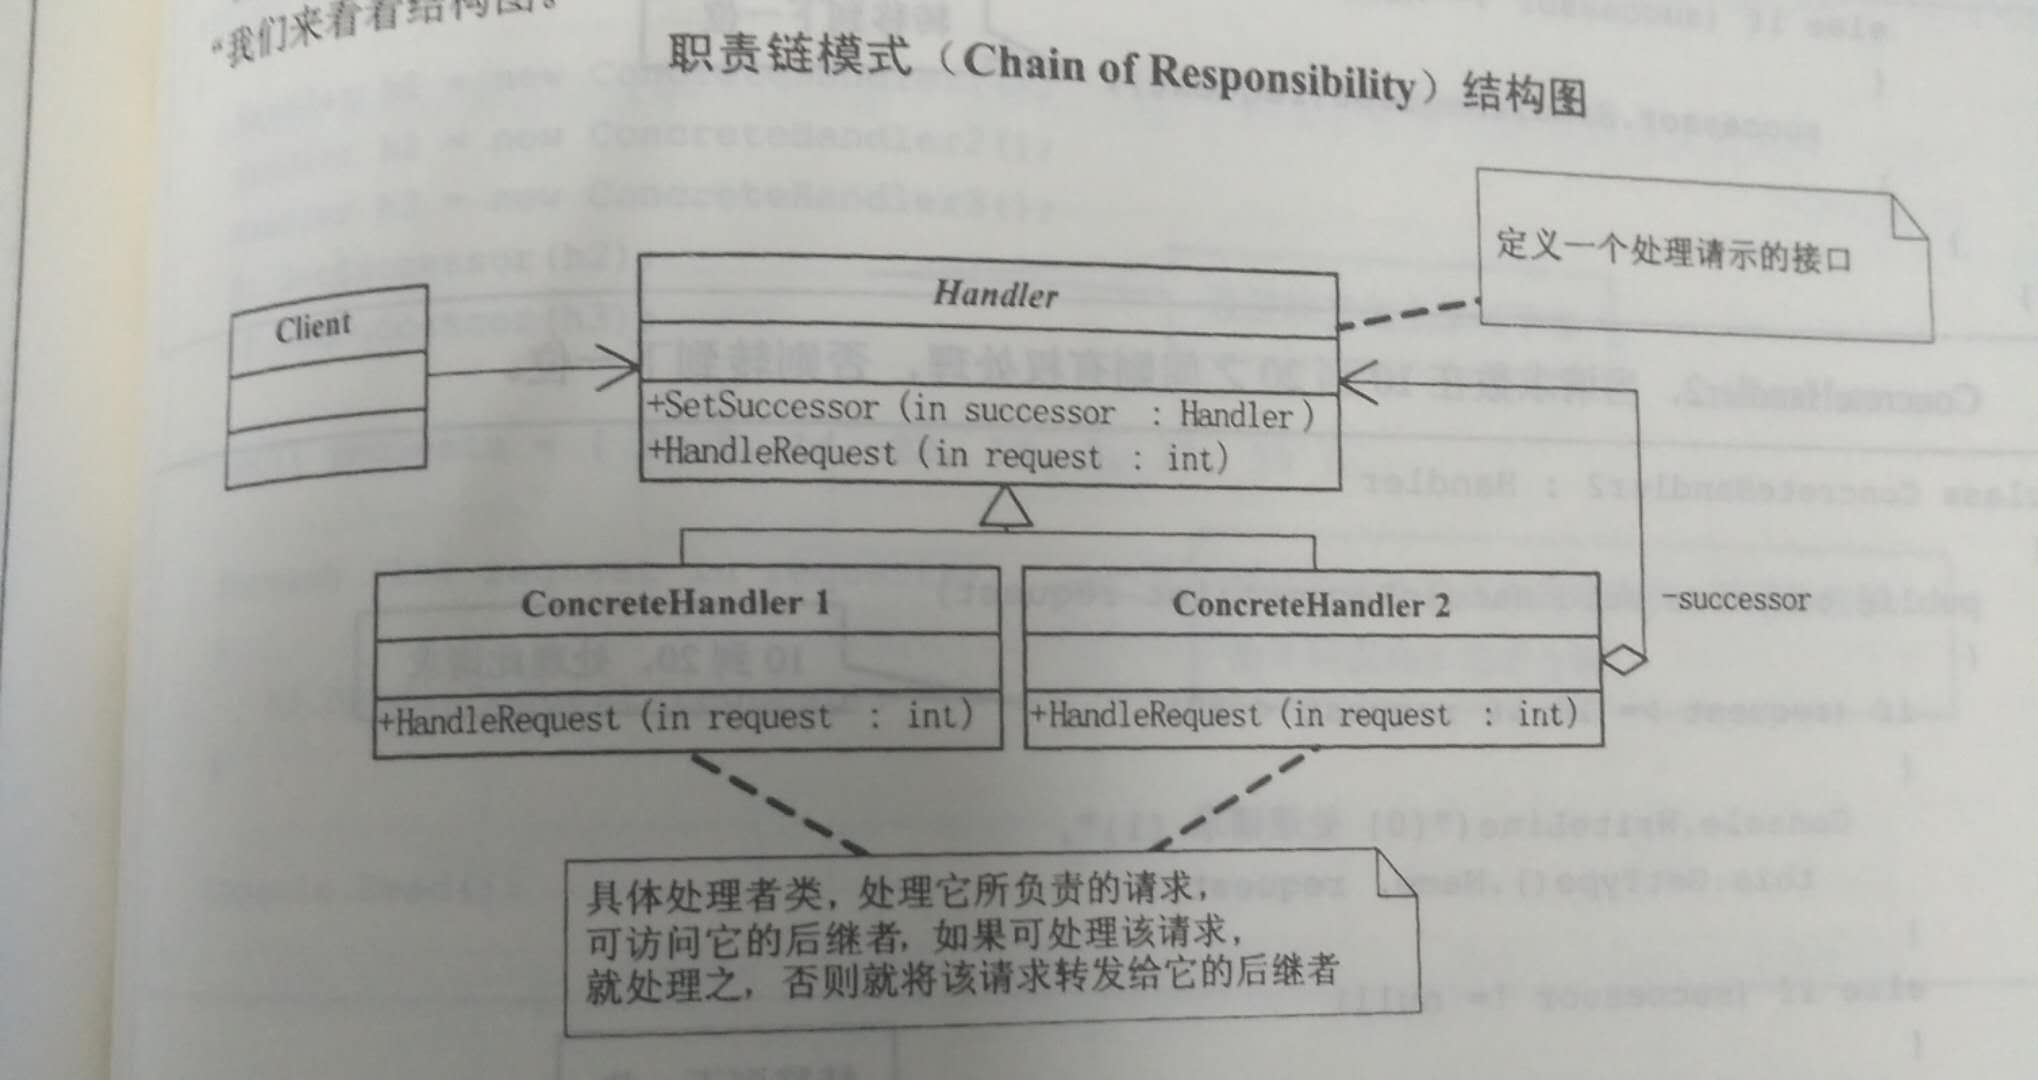 “我们来看看结构图。
职责链模式（Chain of Responsibility）结构图
定义一个处理请示的接口
Client
Handler
+SetSuccessor (in successor : Handler)
+HandleRequest (in request : int)
ConcreteHandler 1
+HandleRequest (in request : int)
ConcreteHandler 2
+HandleRequest (in request : int)
-successor
具体处理者类，处理它所负责的请求，
可访问它的后继者，如果可处理该请求，
就处理之，否则就将该请求转发给它的后继者